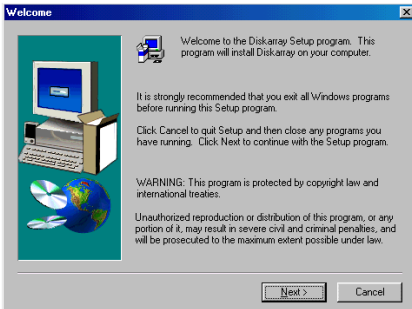 Welcome
Welcome to the Diskarray Setup program. This
program will install Diskarray on your computer.
It is strongly recommended that you exit all Windows programs
before running this Setup program.
Click Cancel to quit Setup and then close any programs you
have running. Click Next to continue with the Setup program.
WARNING: This program is protected by copyright law and
international treaties.
Unauthorized reproduction or distribution of this program, or any
portion of it, may result in severe civil and criminal penalties, and
will be prosecuted to the maximum extent possible under law.
Next >
Cancel